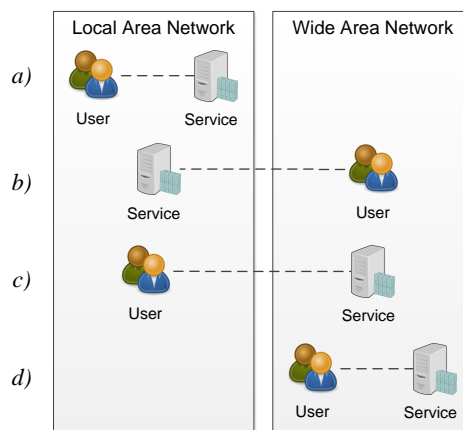 Local Area Network Wide Area Network
a)
User Service
b)
Service User
c)
User Service
d)
User Service